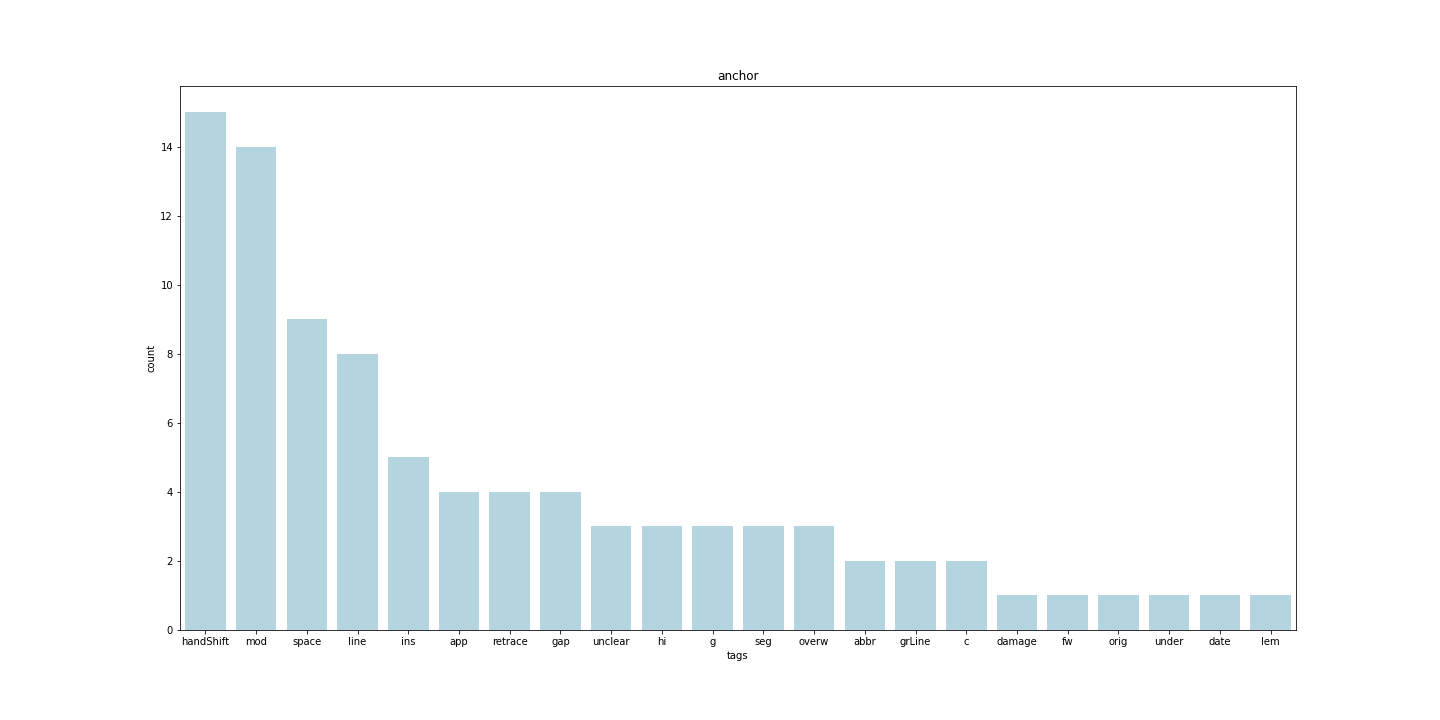 anchor
14
12
10
8
6
4
2
0
count
handShift mod space line ins app retrace gap unclear hi g seg overw abbr grLine c damage fw orig under date lem
tags